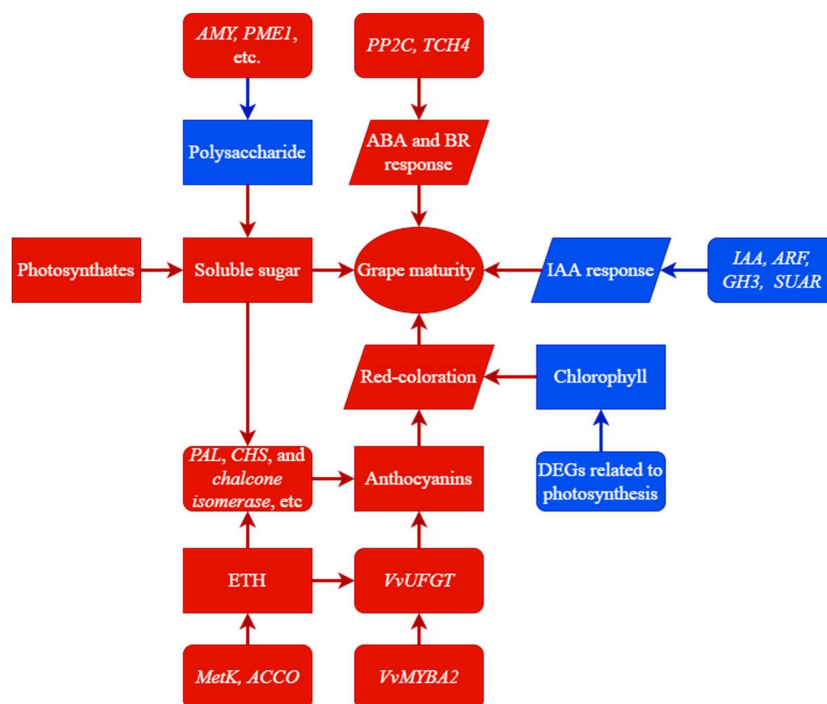 AMY, PME1,
etc.
PP2C, TCH4
Polysaccharide
ABA and BR
response
Photosynthates
Soluble sugar
Grape maturity
IAA response
IAA, ARF,
GH3, SUAR
Red-coloration
Chlorophyll
PAL, CHS, and
chalcone
isomerase, etc
Anthocyanins
DEGs related to
photosynthesis
ETH
VvUFGT
MetK, ACCO
VvMYBA2